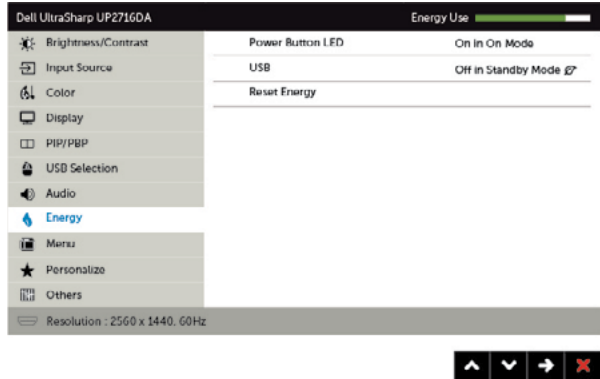 Dell UltraSharp UP2716DA Energy Use
Brightness/Contrast Power Button LED On in On Mode
Input Source USB Off in Standby Mode
Color Reset Energy
Display
PIP/PBP
USB Selection
Audio
Energy
Menu
Personalize
Others
Resolution : 2560 x 1440, 60Hz